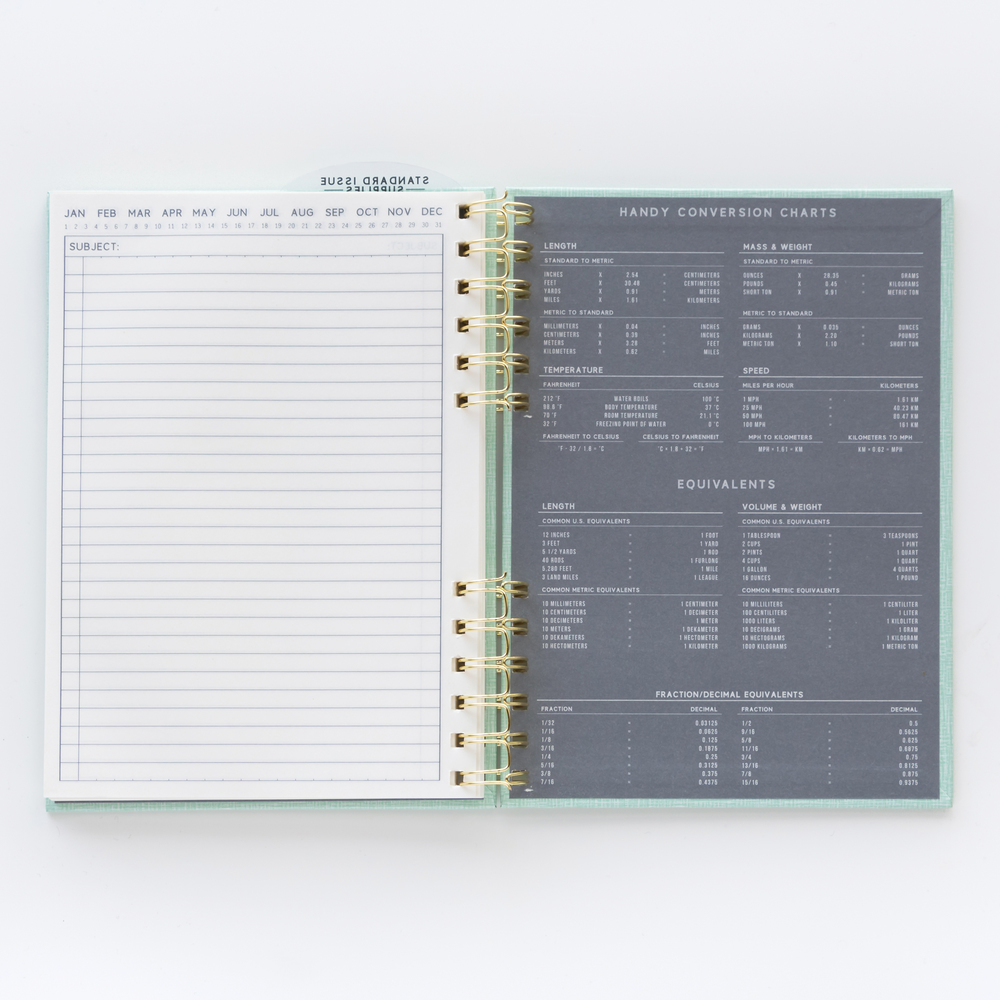 STANDARD ISSUE
SUPPLIES
JAN FEB MAR APR MAY JUN JUL AUG SEP OCT NOV DEC
1 2 3 4 5 6 7 8 9 10 11 12 13 14 15 16 17 18 19 20 21 22 23 24 25 26 27 28 29 30 31
SUBJECT:
HANDY CONVERSION CHARTS
LENGTH
STANDARD TO METRIC
INCHES X 2.54 = CENTIMETERS
FEET X 30.48 = CENTIMETERS
YARDS X 0.91 = METERS
MILES X 1.61 = KILOMETERS
METRIC TO STANDARD
MILLIMETERS X 0.04 = INCHES
CENTIMETERS X 0.39 = INCHES
METERS X 3.28 = FEET
KILOMETERS X 0.62 = MILES
MASS & WEIGHT
STANDARD TO METRIC
OUNCES X 28.35 = GRAMS
POUNDS X 0.45 = KILOGRAMS
SHORT TON X 0.91 = METRIC TON
METRIC TO STANDARD
GRAMS X 0.035 = OUNCES
KILOGRAMS X 2.20 = POUNDS
METRIC TON X 1.10 = SHORT TON
TEMPERATURE
FAHRENHEIT CELSIUS
212 °F WATER BOILS 100 °C
98.6 °F BODY TEMPERATURE 37 °C
70 °F ROOM TEMPERATURE 21.1 °C
32 °F FREEZING POINT OF WATER 0 °C
FAHRENHEIT TO CELSIUS CELSIUS TO FAHRENHEIT
°F - 32 / 1.8 = °C °C × 1.8 + 32 = °F
SPEED
MILES PER HOUR KILOMETERS
1 MPH = 1.61 KM
25 MPH = 40.23 KM
50 MPH = 80.47 KM
100 MPH = 161 KM
MPH TO KILOMETERS KILOMETERS TO MPH
MPH × 1.61 = KM KM × 0.62 = MPH
EQUIVALENTS
LENGTH
COMMON U.S. EQUIVALENTS
12 INCHES = 1 FOOT
3 FEET = 1 YARD
5 1/2 YARDS = 1 ROD
40 RODS = 1 FURLONG
5,280 FEET = 1 MILE
3 LAND MILES = 1 LEAGUE
COMMON METRIC EQUIVALENTS
10 MILLIMETERS = 1 CENTIMETER
10 CENTIMETERS = 1 DECIMETER
10 DECIMETERS = 1 METER
10 METERS = 1 DEKAMETER
10 DEKAMETERS = 1 HECTOMETER
10 HECTOMETERS = 1 KILOMETER
VOLUME & WEIGHT
COMMON U.S. EQUIVALENTS
1 TABLESPOON = 3 TEASPOONS
2 CUPS = 1 PINT
2 PINTS = 1 QUART
4 CUPS = 1 QUART
1 GALLON = 4 QUARTS
16 OUNCES = 1 POUND
COMMON METRIC EQUIVALENTS
10 MILLILITERS = 1 CENTILITER
100 CENTILITERS = 1 LITER
1000 LITERS = 1 KILOLITER
10 DECIGRAMS = 1 GRAM
10 HECTOGRAMS = 1 KILOGRAM
1000 KILOGRAMS = 1 METRIC TON
FRACTION/DECIMAL EQUIVALENTS
FRACTION DECIMAL FRACTION DECIMAL
1/32 = 0.03125 1/2 = 0.5
1/16 = 0.0625 9/16 = 0.5625
1/8 = 0.125 5/8 = 0.625
3/16 = 0.1875 11/16 = 0.6875
1/4 = 0.25 3/4 = 0.75
5/16 = 0.3125 13/16 = 0.8125
3/8 = 0.375 7/8 = 0.875
7/16 = 0.4375 15/16 = 0.9375